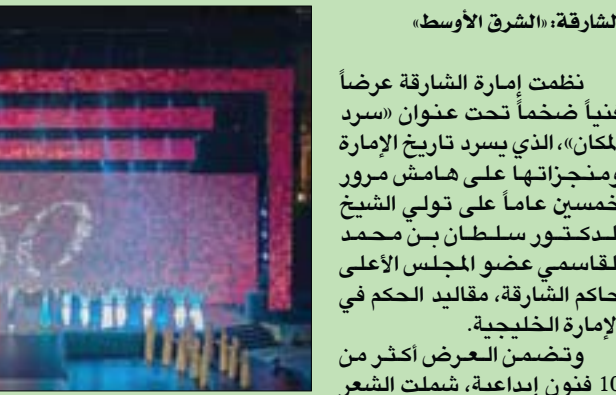 الشارقة: «الشرق الأوسط»
نظمت إمارة الشارقة عرضاً
فنياً ضخماً تحت عنوان «سرد
المكان»، الذي يسرد تاريخ الإمارة
ومنجزاتها على هامش مرور
خمسين عاماً على تولي الشيخ
الدكتور سلطان بن محمد
القاسمي عضو المجلس الأعلى
حاكم الشارقة، مقاليد الحكم في
الإمارة الخليجية.
وتضمن العرض أكثر من
10 فنون إبداعية، شملت الشعر
50